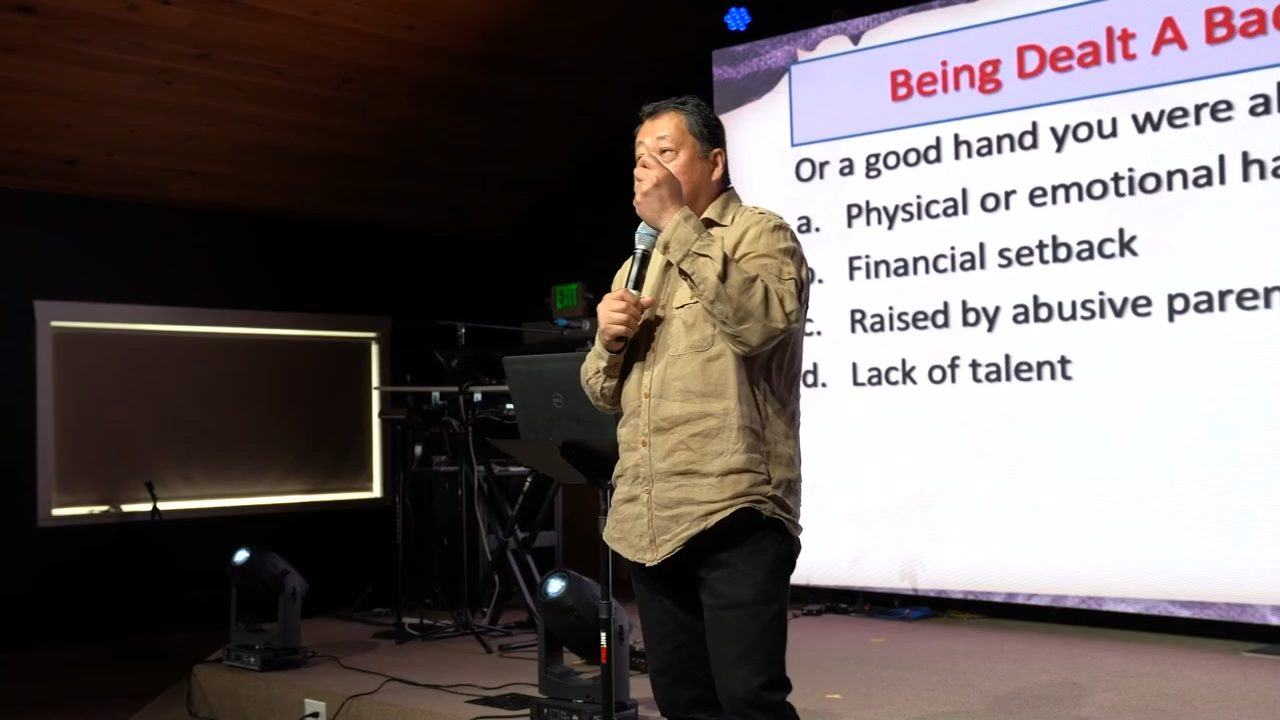 Being Dealt A Bac
Or a good hand you were al
a. Physical or emotional ha
b. Financial setback
c. Raised by abusive paren
d. Lack of talent
EXIT
DELL